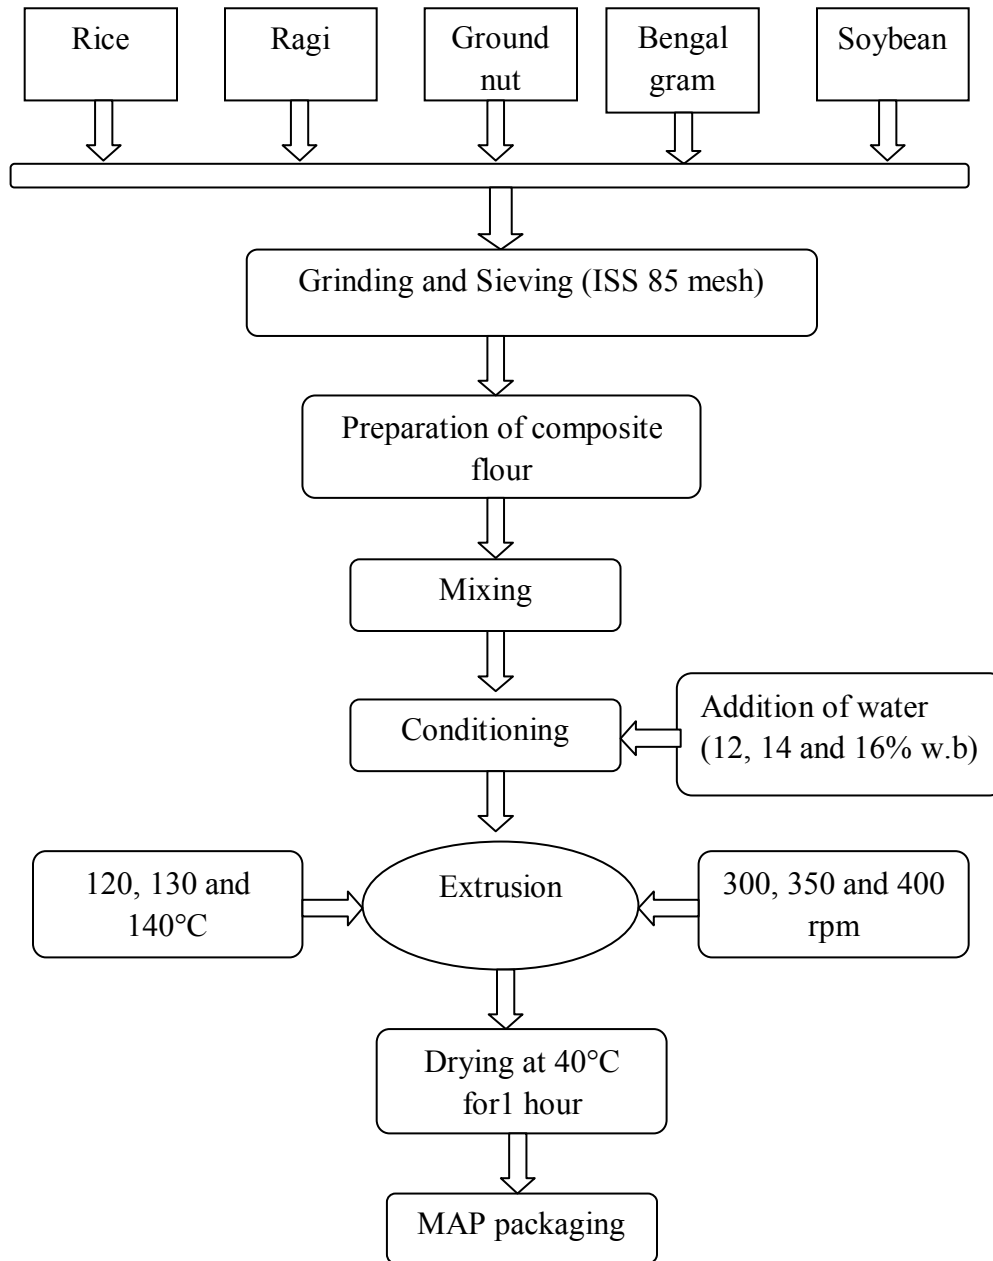 Rice
Ragi
Ground
nut
Bengal
gram
Soybean
Grinding and Sieving (ISS 85 mesh)
Preparation of composite
flour
Mixing
Conditioning
Addition of water
(12, 14 and 16% w.b)
120, 130 and
140°C
Extrusion
300, 350 and 400
rpm
Drying at 40°C
for1 hour
MAP packaging